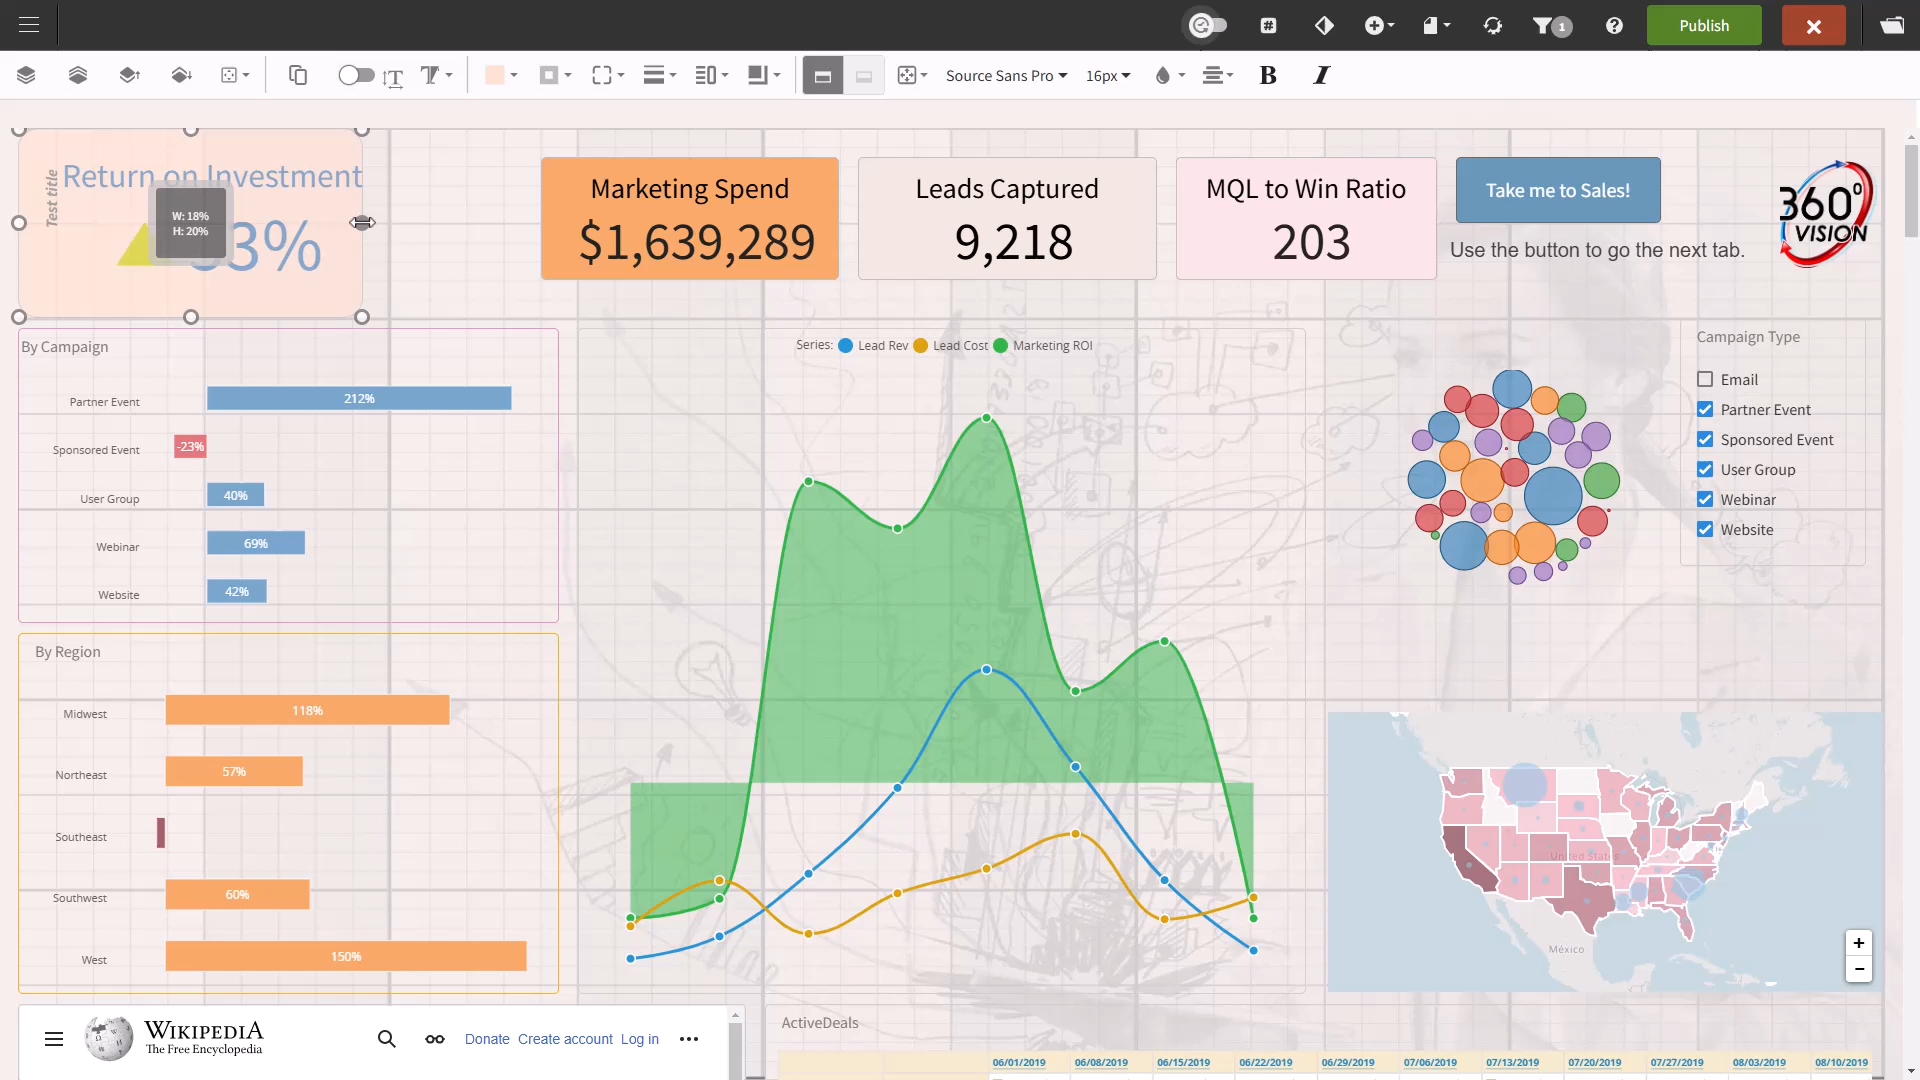 1
Publish
Source Sans Pro
16px
B
I
Test title
Return on Investment
W: 18%
H: 20%
3%
Marketing Spend
$1,639,289
Leads Captured
9,218
MQL to Win Ratio
203
Take me to Sales!
Use the button to go the next tab.
360°
VISION
By Campaign
Partner Event
212%
Sponsored Event
-23%
User Group
40%
Webinar
69%
Website
42%
By Region
Midwest
118%
Northeast
57%
Southeast
Southwest
60%
West
150%
Series:
Lead Rev
Lead Cost
Marketing ROI
Campaign Type
Email
Partner Event
Sponsored Event
User Group
Webinar
Website
United States
México
+
−
WIKIPEDIA
The Free Encyclopedia
Donate Create account Log in
ActiveDeals
06/01/2019 06/08/2019 06/15/2019 06/22/2019 06/29/2019 07/06/2019 07/13/2019 07/20/2019 07/27/2019 08/03/2019 08/10/2019